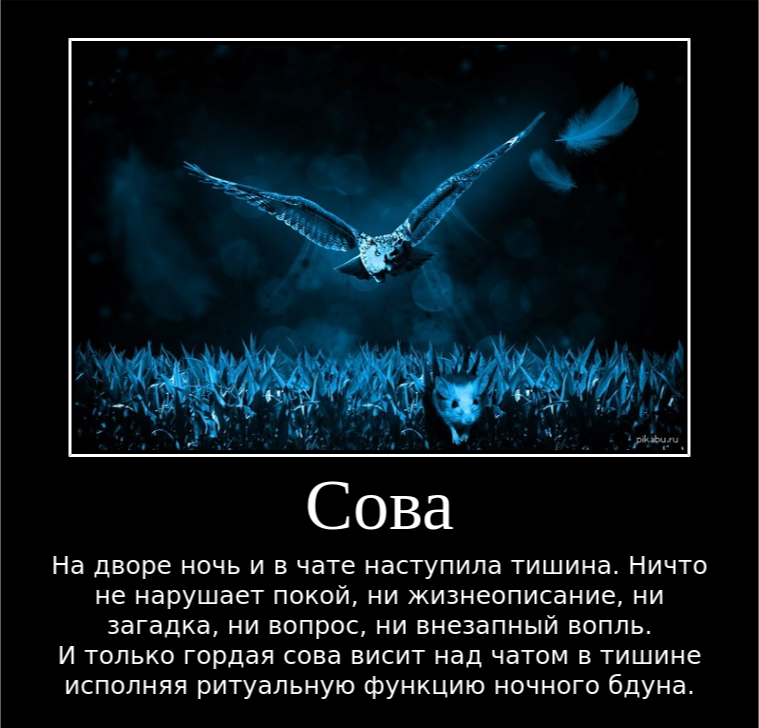 pikabu.ru
Сова
На дворе ночь и в чате наступила тишина. Ничто
не нарушает покой, ни жизнеописание, ни
загадка, ни вопрос, ни внезапный вопль.
И только гордая сова висит над чатом в тишине
исполняя ритуальную функцию ночного бдуна.